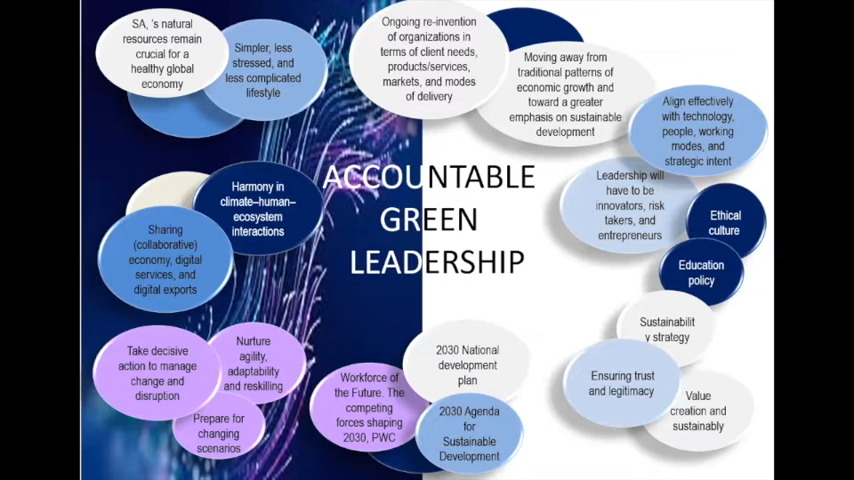 SA, 's natural
resources remain
crucial for a
healthy global
economy
Simpler, less
stressed, and
less complicated
lifestyle
Ongoing re-invention
of organizations in
terms of client needs,
products/services,
markets, and modes
of delivery
Moving away from
traditional patterns of
economic growth and
toward a greater
emphasis on sustainable
development
Align effectively
with technology,
people, working
modes, and
strategic intent
Harmony in
climate–human–
ecosystem
interactions
ACCOUNTABLE
GREEN
LEADERSHIP
Leadership will
have to be
innovators, risk
takers, and
entrepreneurs
Ethical
culture
Sharing
(collaborative)
economy, digital
services, and
digital exports
Education
policy
Sustainabilit
y strategy
Take decisive
action to manage
change and
disruption
Nurture
agility,
adaptability
and reskilling
Prepare for
changing
scenarios
Workforce of
the Future. The
competing
forces shaping
2030, PWC
2030 National
development
plan
2030 Agenda
for
Sustainable
Development
Ensuring trust
and legitimacy
Value
creation and
sustainably